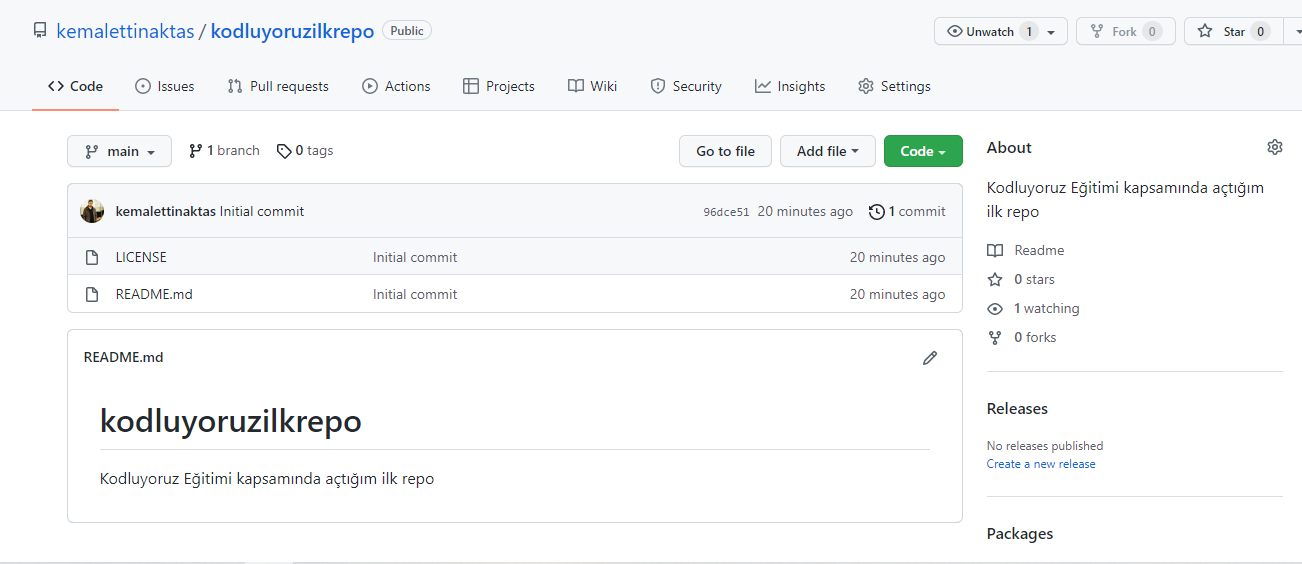 kemalettinaktas / kodluyoruzilkrepo Public Unwatch 1 Fork 0 Star 0
Code Issues Pull requests Actions Projects Wiki Security Insights Settings
main 1 branch 0 tags Go to file Add file Code
kemalettinaktas Initial commit 96dce51 20 minutes ago 1 commit
LICENSE Initial commit 20 minutes ago
README.md Initial commit 20 minutes ago
README.md
kodluyoruzilkrepo
Kodluyoruz Eğitimi kapsamında açtığım ilk repo
About
Kodluyoruz Eğitimi kapsamında açtığım
ilk repo
Readme
0 stars
1 watching
0 forks
Releases
No releases published
Create a new release
Packages